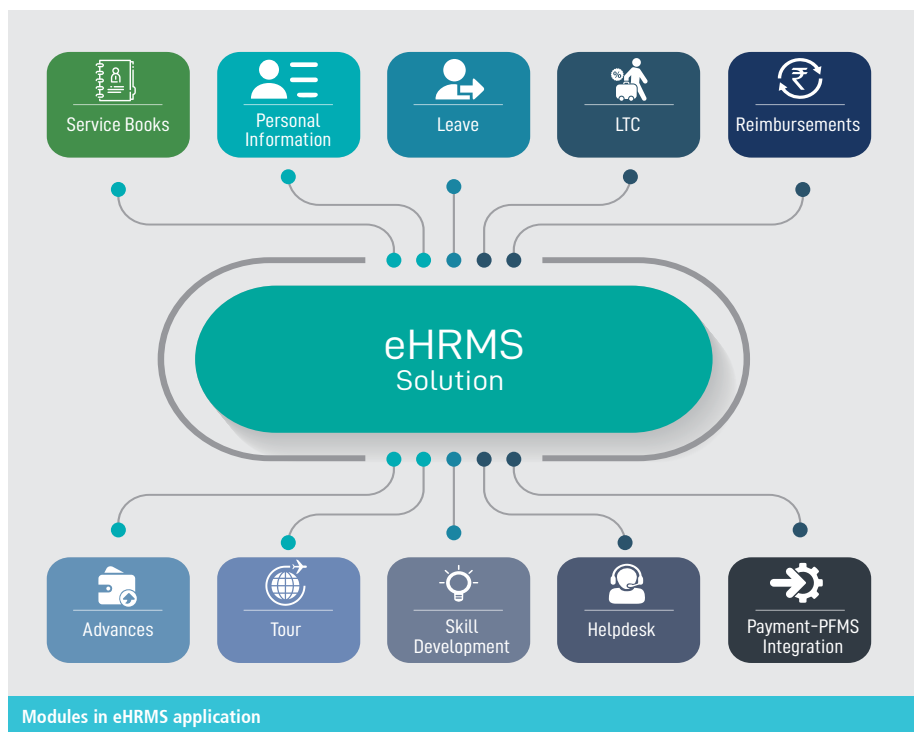 Service Books
Personal
Information
Leave
%
LTC
₹
Reimbursements
eHRMS
Solution
Advances
Tour
Skill
Development
Helpdesk
Payment-PFMS
Integration
Modules in eHRMS application